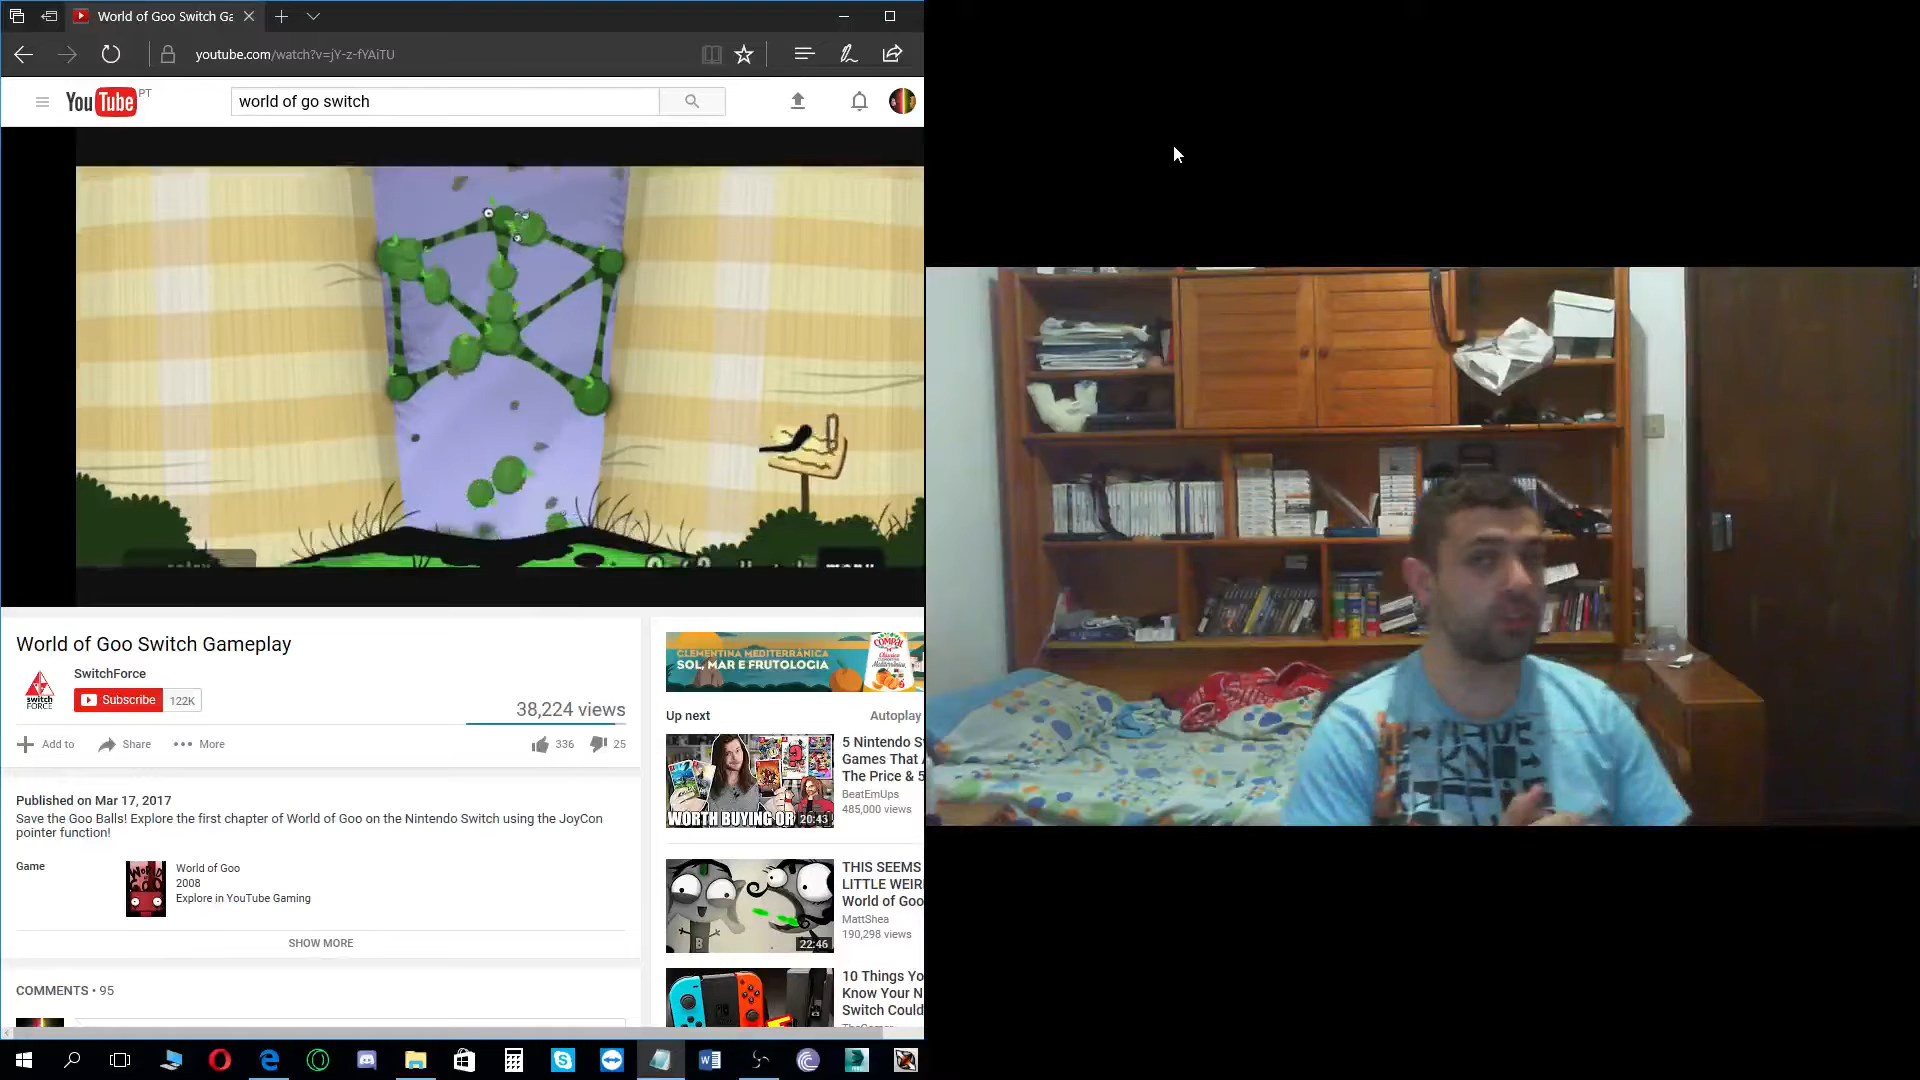 World of Goo Switch Ga
youtube.com/watch?v=jY-z-fYAiTU
YouTube PT
world of go switch
World of Goo Switch Gameplay
SwitchForce
switch FORCE
Subscribe 122K
38,224 views
Add to Share More 336 25
Published on Mar 17, 2017
Save the Goo Balls! Explore the first chapter of World of Goo on the Nintendo Switch using the JoyCon
pointer function!
Game
World of Goo
2008
Explore in YouTube Gaming
SHOW MORE
COMMENTS • 95
COMPAL
CLEMENTINA MEDITERRÂNICA
SOL, MAR E FRUTOLOGIA
Up next Autoplay
WORTH BUYING OR
20:43
5 Nintendo S
Games That
The Price & 5
BeatEmUps
485,000 views
B
22:46
THIS SEEMS
LITTLE WEIR
World of Goo
MattShea
190,298 views
10 Things Yo
Know Your N
Switch Could